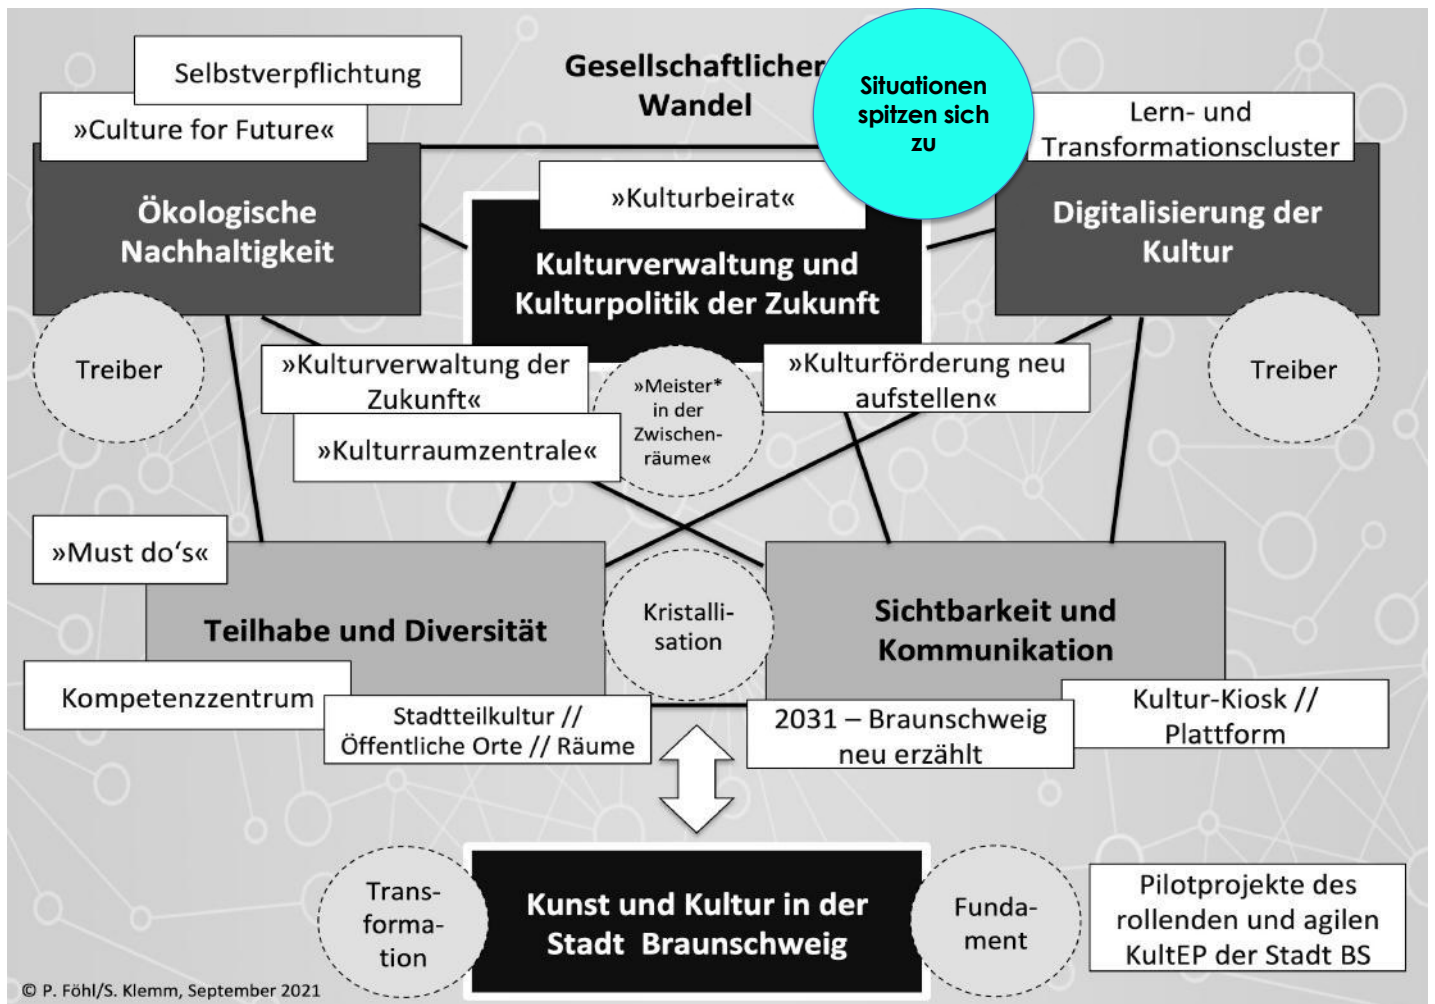 Selbstverpflichtung
»Culture for Future«
Ökologische
Nachhaltigkeit
Treiber
Gesellschaftlicher
Wandel
Situationen
spitzen sich
zu
»Kulturbeirat«
Kulturverwaltung und
Kulturpolitik der Zukunft
Lern- und
Transformationscluster
Digitalisierung der
Kultur
Treiber
»Kulturverwaltung der
Zukunft«
»Kulturraumzentrale«
»Meister*
in der
Zwischen-
räume«
»Kulturförderung neu
aufstellen«
»Must do‘s«
Teilhabe und Diversität
Kompetenzzentrum
Stadtteilkultur //
Öffentliche Orte // Räume
Kristalli-
sation
Sichtbarkeit und
Kommunikation
2031 – Braunschweig
neu erzählt
Kultur-Kiosk //
Plattform
Trans-
forma-
tion
Kunst und Kultur in der
Stadt Braunschweig
Funda-
ment
Pilotprojekte des
rollenden und agilen
KultEP der Stadt BS
© P. Föhl/S. Klemm, September 2021